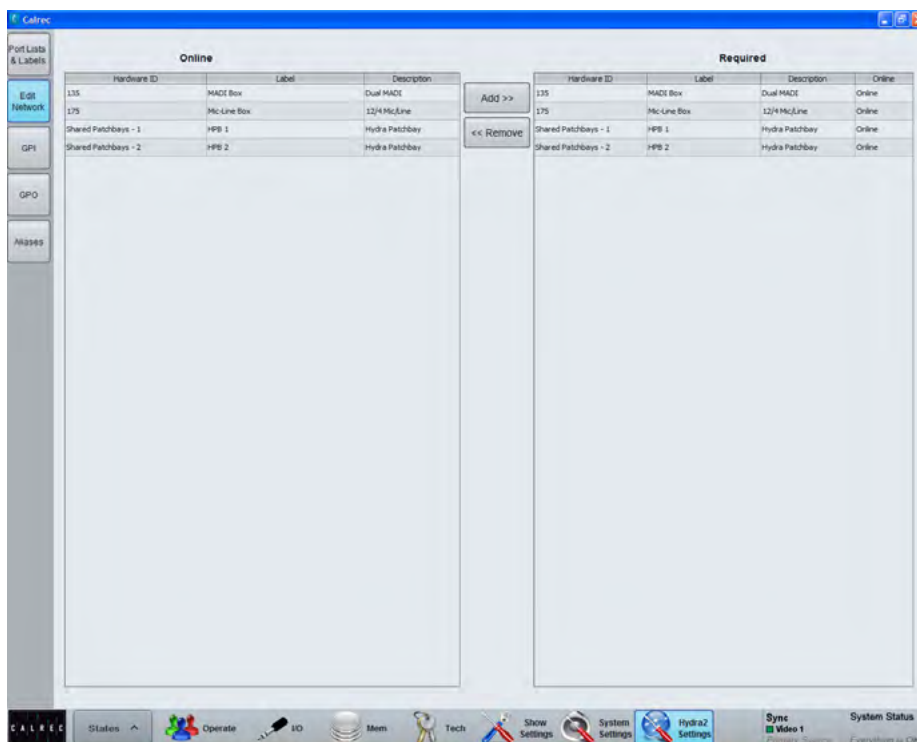 Calrec
Port Lists
& Labels
Edit
Network
GPI
GPO
Aliases
Online
Hardware ID Label Description
135 MADI Box Dual MADI
175 Mic-Line Box 12/4 Mic/Line
Shared Patchbays - 1 HPB 1 Hydra Patchbay
Shared Patchbays - 2 HPB 2 Hydra Patchbay
Add >>
<< Remove
Required
Hardware ID Label Description Online
135 MADI Box Dual MADI Online
175 Mic-Line Box 12/4 Mic/Line Online
Shared Patchbays - 1 HPB 1 Hydra Patchbay Online
Shared Patchbays - 2 HPB 2 Hydra Patchbay Online
CALREC
States
Operate
I/O
Mem
Tech
Show
Settings
System
Settings
Hydra2
Settings
Sync
Video 1
System Status